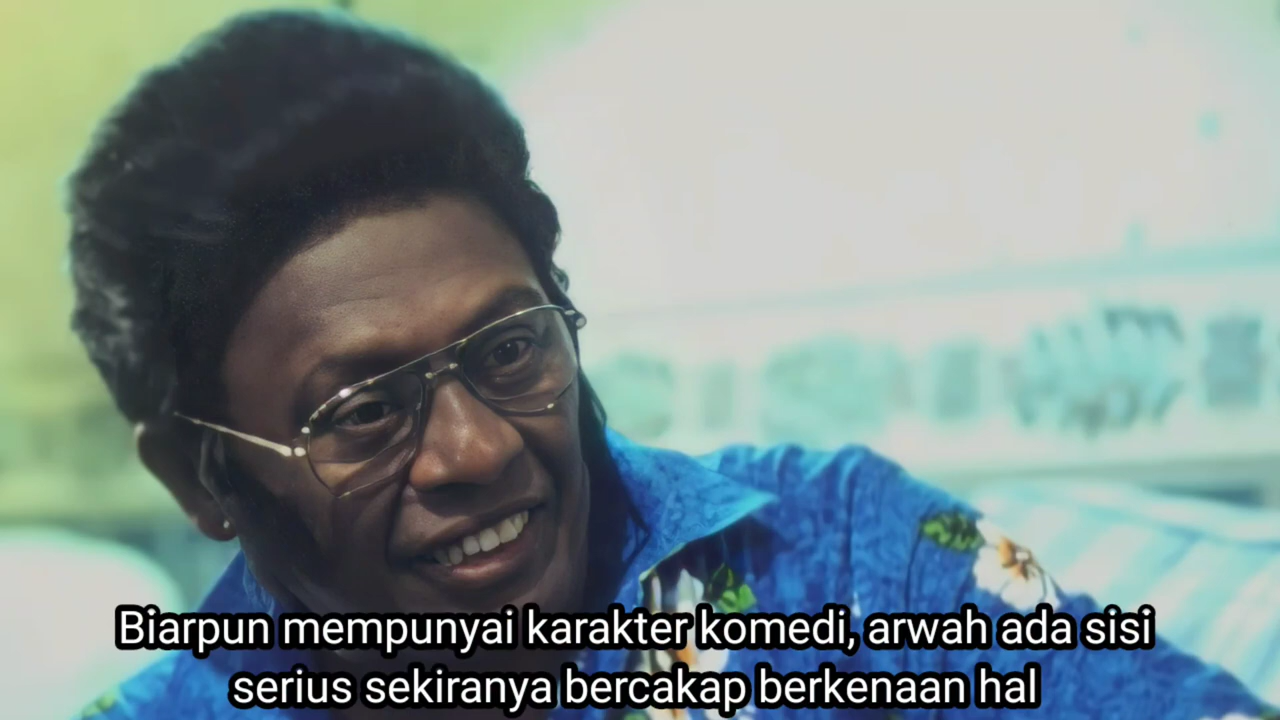 Biarpun mempunyai karakter komedi, arwah ada sisi
serius sekiranya bercakap berkenaan hal